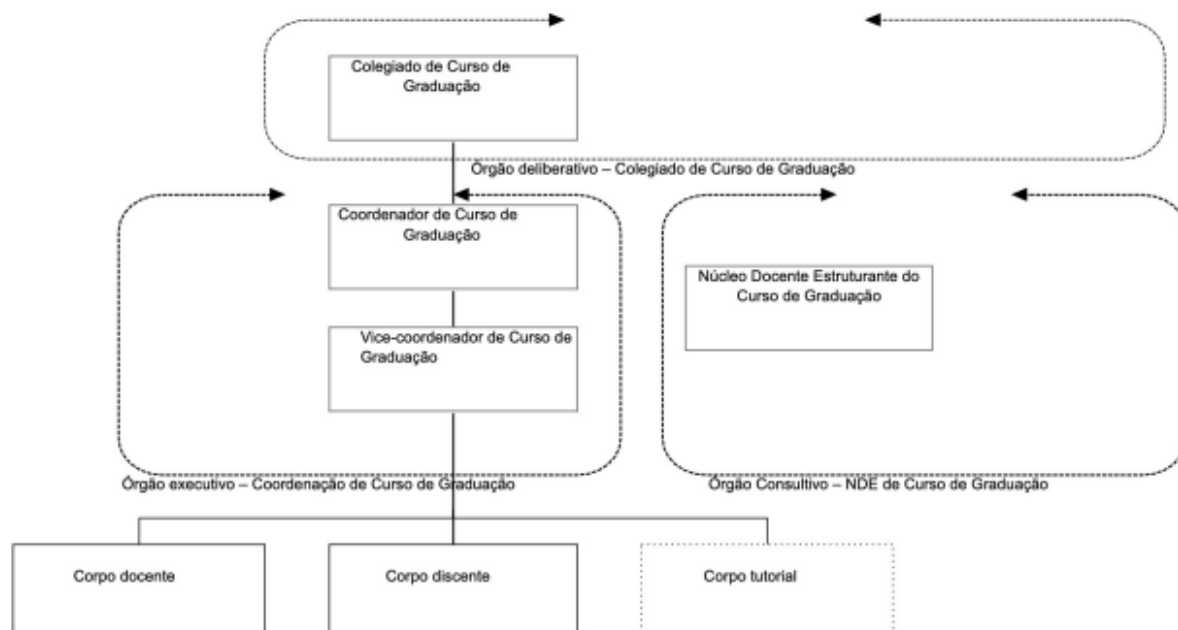 Colegiado de Curso de
Graduação
Órgão deliberativo – Colegiado de Curso de Graduação
Coordenador de Curso de
Graduação
Núcleo Docente Estruturante do
Curso de Graduação
Vice-coordenador de Curso de
Graduação
Órgão executivo – Coordenação de Curso de Graduação
Órgão Consultivo – NDE de Curso de Graduação
Corpo docente
Corpo discente
Corpo tutorial